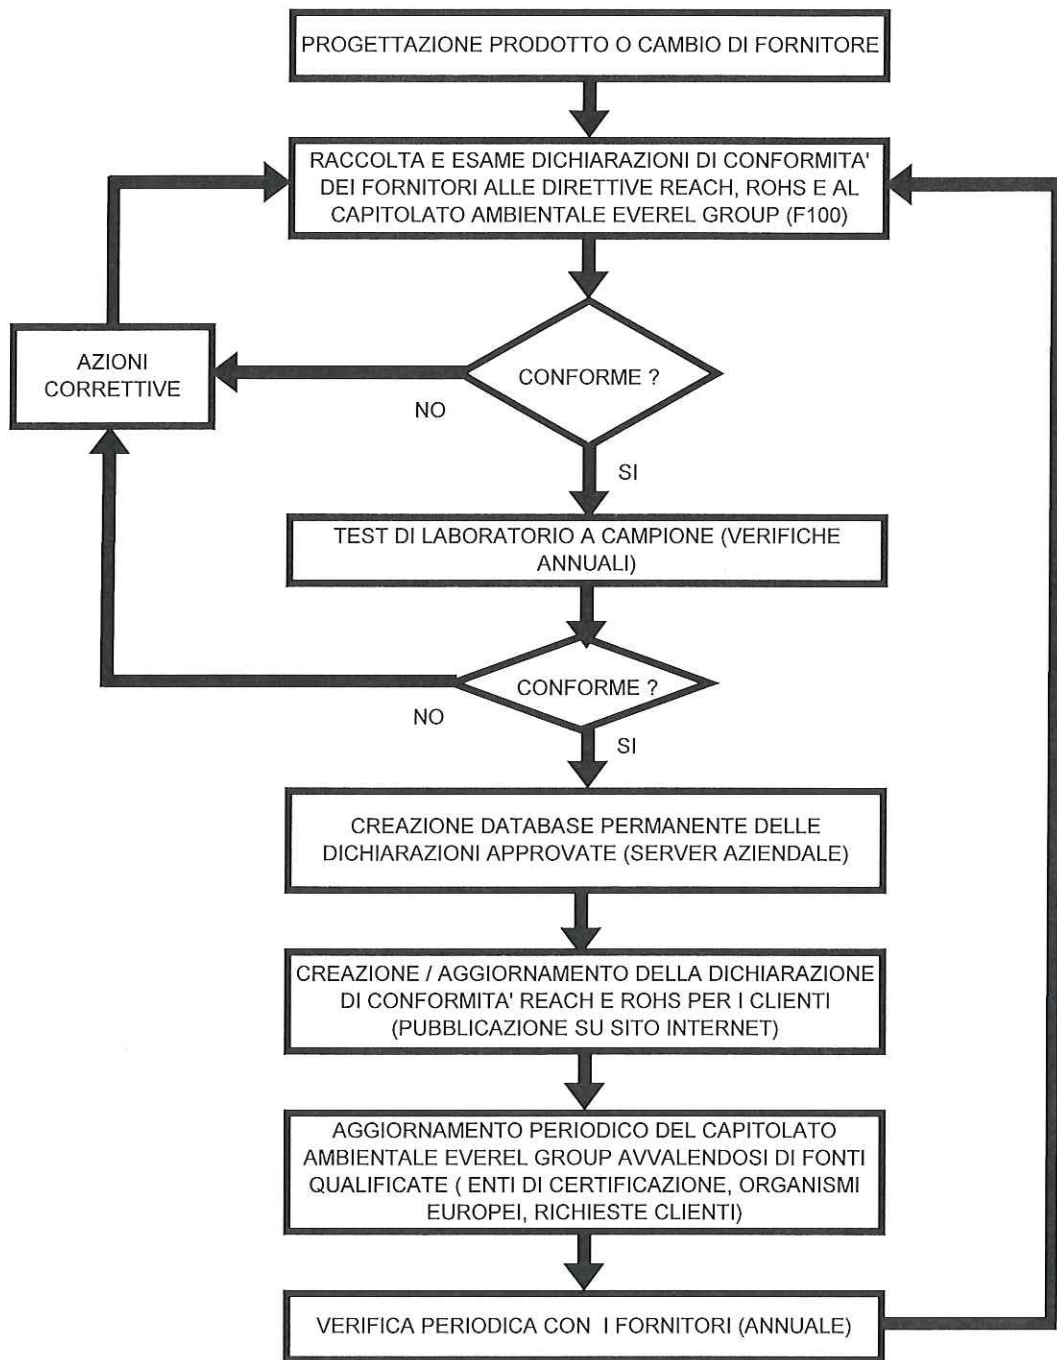 PROGETTAZIONE PRODOTTO O CAMBIO DI FORNITORE
RACCOLTA E ESAME DICHIARAZIONI DI CONFORMITA'
DEI FORNITORI ALLE DIRETTIVE REACH, ROHS E AL
CAPITOLATO AMBIENTALE EVEREL GROUP (F100)
AZIONI
CORRETTIVE
CONFORME ?
NO
SI
TEST DI LABORATORIO A CAMPIONE (VERIFICHE
ANNUALI)
CONFORME ?
NO
SI
CREAZIONE DATABASE PERMANENTE DELLE
DICHIARAZIONI APPROVATE (SERVER AZIENDALE)
CREAZIONE / AGGIORNAMENTO DELLA DICHIARAZIONE
DI CONFORMITA' REACH E ROHS PER I CLIENTI
(PUBBLICAZIONE SU SITO INTERNET)
AGGIORNAMENTO PERIODICO DEL CAPITOLATO
AMBIENTALE EVEREL GROUP AVVALENDOSI DI FONTI
QUALIFICATE ( ENTI DI CERTIFICAZIONE, ORGANISMI
EUROPEI, RICHIESTE CLIENTI)
VERIFICA PERIODICA CON I FORNITORI (ANNUALE)